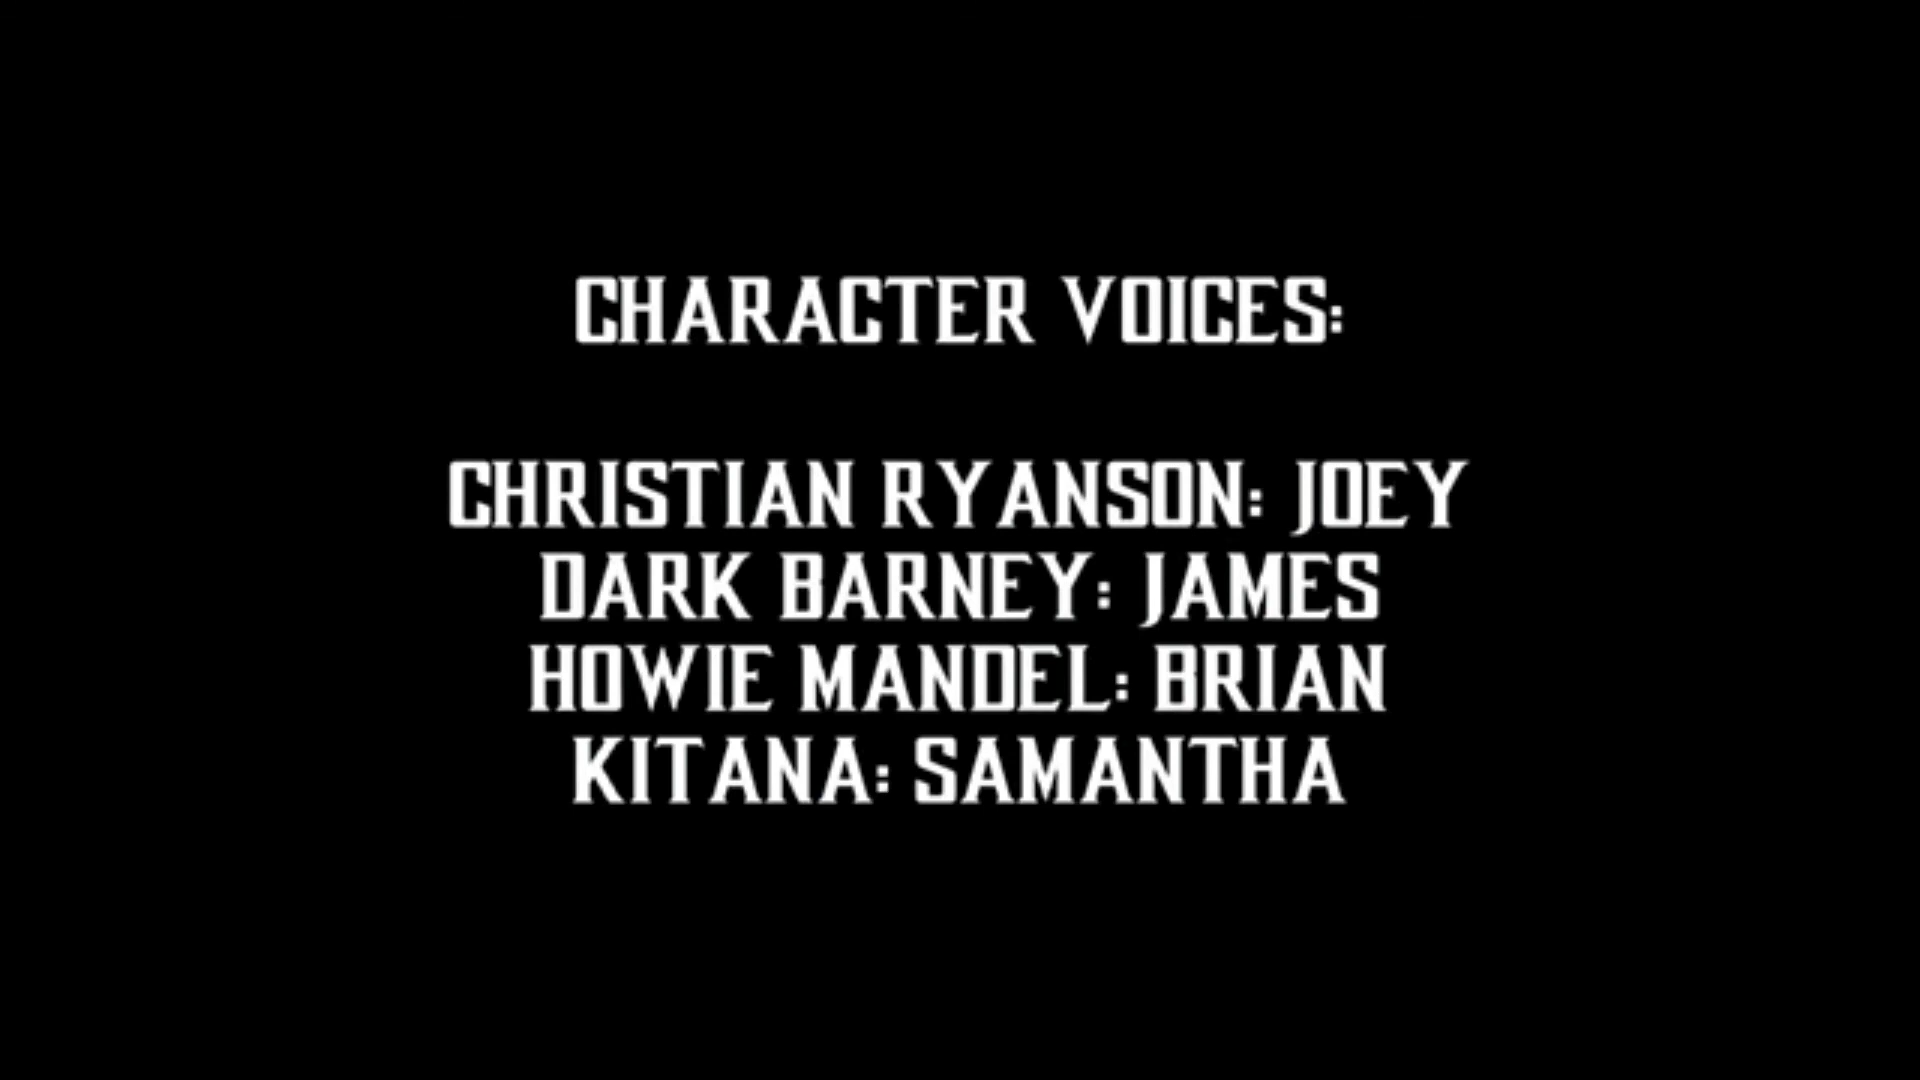 CHARACTER VOICES:
CHRISTIAN RYANSON: JOEY
DARK BARNEY: JAMES
HOWIE MANDEL: BRIAN
KITANA: SAMANTHA